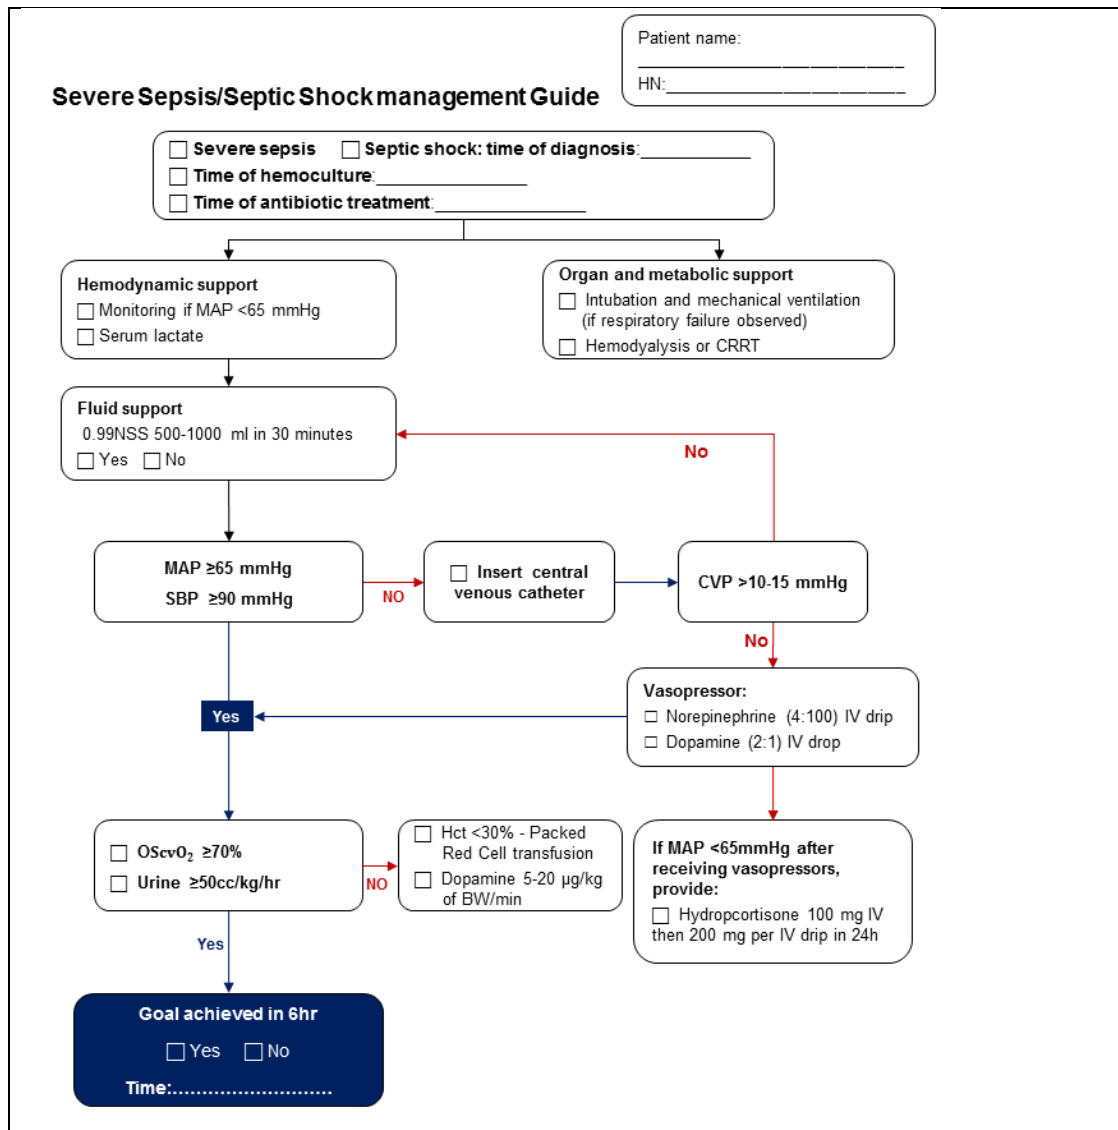 Patient name:
______________________________
HN:___________________________
Severe Sepsis/Septic Shock management Guide
☐ Severe sepsis ☐ Septic shock: time of diagnosis:___________
☐ Time of hemoculture:_______________
☐ Time of antibiotic treatment:_______________
Hemodynamic support
☐ Monitoring if MAP <65 mmHg
☐ Serum lactate
Organ and metabolic support
☐ Intubation and mechanical ventilation
(if respiratory failure observed)
☐ Hemodyalysis or CRRT
Fluid support
0.99NSS 500-1000 ml in 30 minutes
☐ Yes ☐ No
No
MAP ≥65 mmHg
SBP ≥90 mmHg
NO
☐ Insert central
venous catheter
CVP >10-15 mmHg
No
Vasopressor:
☐ Norepinephrine (4:100) IV drip
☐ Dopamine (2:1) IV drop
Yes
☐ OScvO₂ ≥70%
☐ Urine ≥50cc/kg/hr
NO
☐ Hct <30% - Packed
Red Cell transfusion
☐ Dopamine 5-20 µg/kg
of BW/min
If MAP <65mmHg after
receiving vasopressors,
provide:
☐ Hydropcortisone 100 mg IV
then 200 mg per IV drip in 24h
Yes
Goal achieved in 6hr
☐ Yes ☐ No
Time:............................